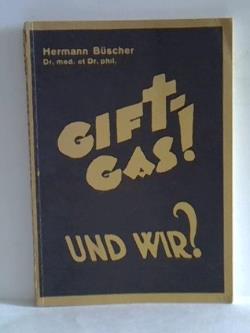 Hermann Büscher
Dr. med. et Dr. phil.
GIFT-
GAS!
UND WIR?